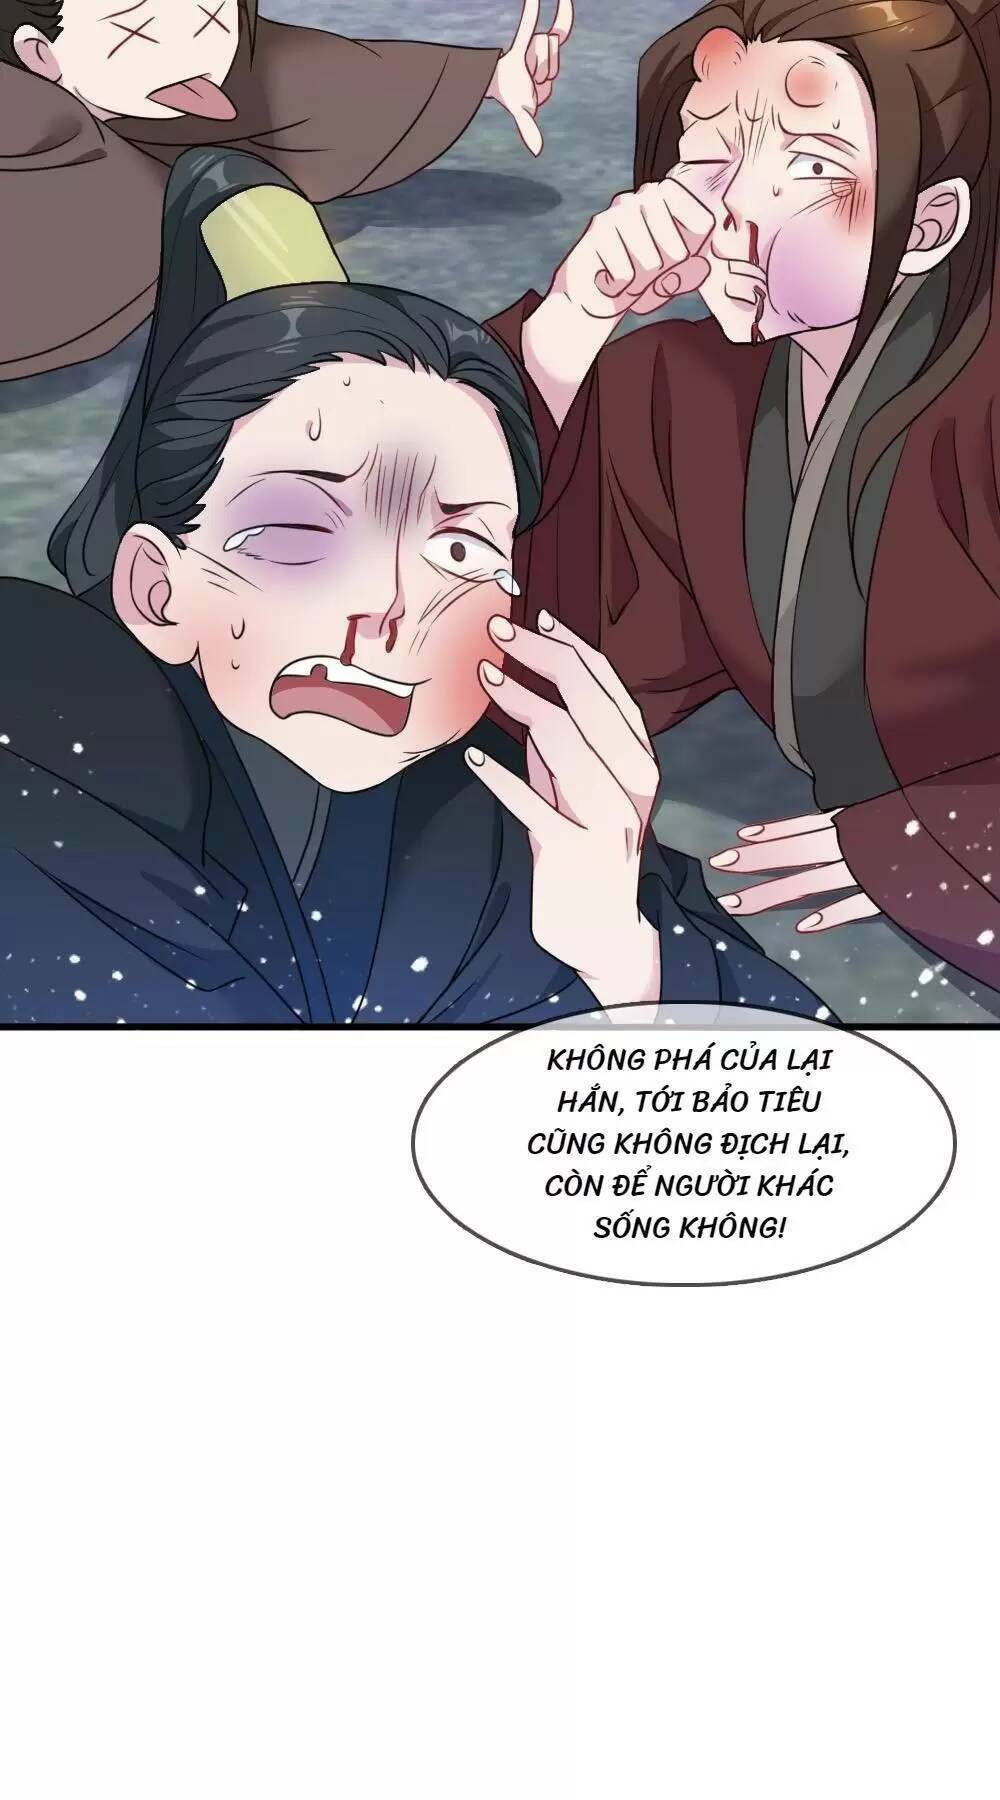 KHÔNG PHÁ CỦA LẠI
HẮN, TỚI BẢO TIÊU
CŨNG KHÔNG ĐỊCH LẠI,
CÒN ĐỂ NGƯỜI KHÁC
SỐNG KHÔNG!